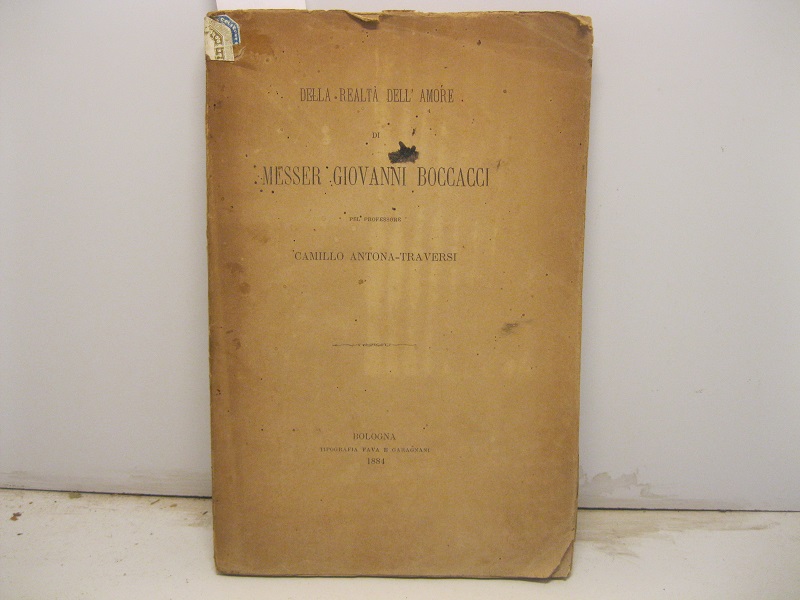 DELLA REALTÀ DELL' AMORE
DI
MESSER GIOVANNI BOCCACCI
PEL PROFESSORE
CAMILLO ANTONA-TRAVERSI
BOLOGNA
TIPOGRAFIA FAVA E GARAGNANI
1884